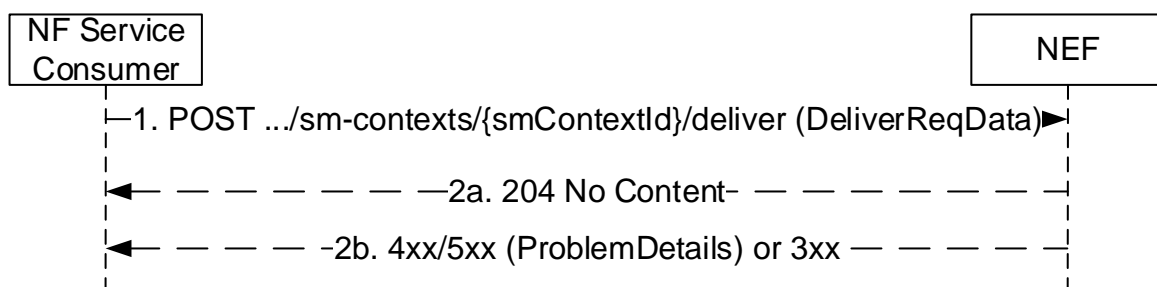 NF Service
Consumer
NEF
1. POST .../sm-contexts/{smContextId}/deliver (DeliverReqData)
2a. 204 No Content
2b. 4xx/5xx (ProblemDetails) or 3xx